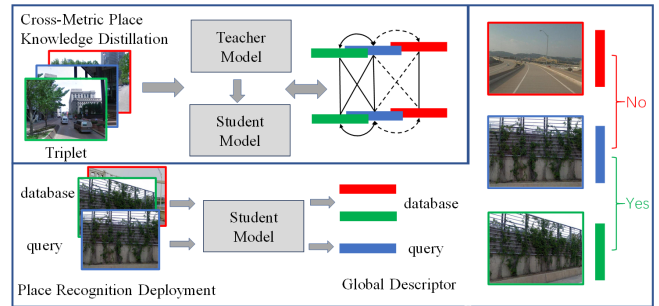 Cross-Metric Place
Knowledge Distillation
Teacher
Model
Student
Model
Triplet
No
Yes
database
query
Student
Model
database
query
Place Recognition Deployment
Global Descriptor